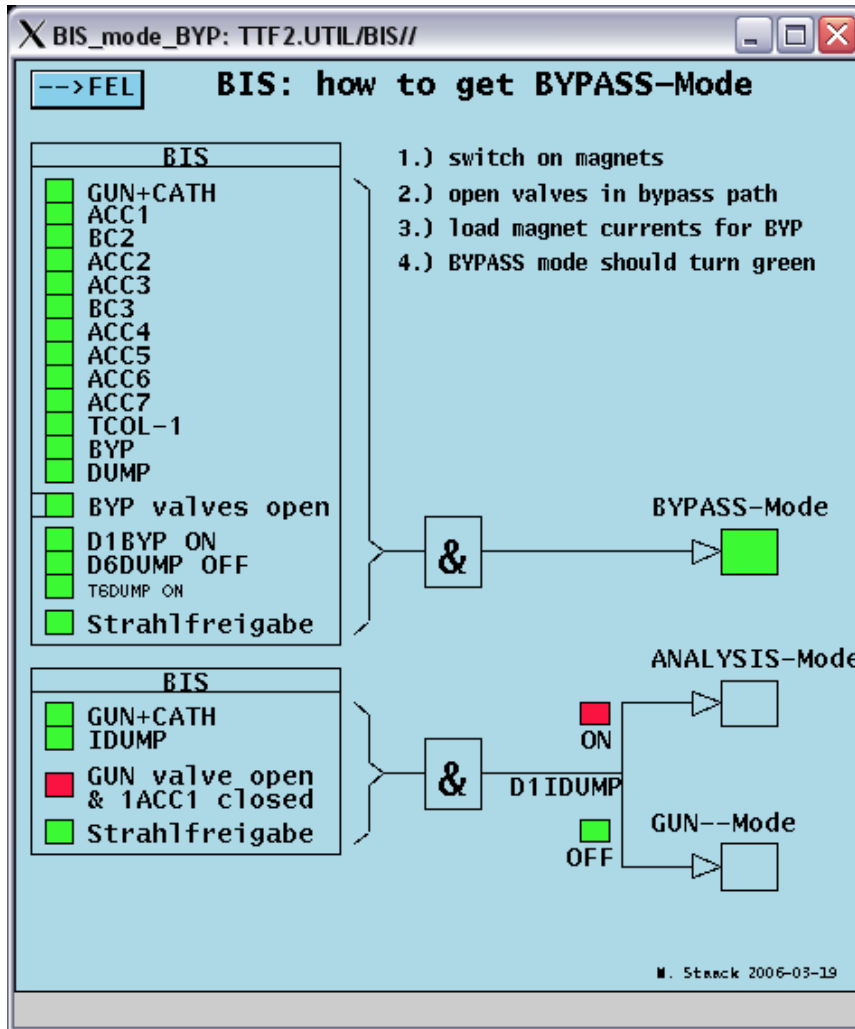 BIS_mode_BYP: TTF2.UTIL/BIS//
-->FEL
BIS: how to get BYPASS-Mode
1.) switch on magnets
2.) open valves in bypass path
3.) load magnet currents for BYP
4.) BYPASS mode should turn green
BIS
GUN+CATH
ACC1
BC2
ACC2
ACC3
BC3
ACC4
ACC5
ACC6
ACC7
TCOL-1
BYP
DUMP
BYP valves open
D1BYP ON
D6DUMP OFF
T6DUMP ON
Strahlfreigabe
&
BYPASS-Mode
BIS
GUN+CATH
IDUMP
GUN valve open
& 1ACC1 closed
Strahlfreigabe
&
D1IDUMP
ON
OFF
ANALYSIS-Mode
GUN--Mode
2006-03-19